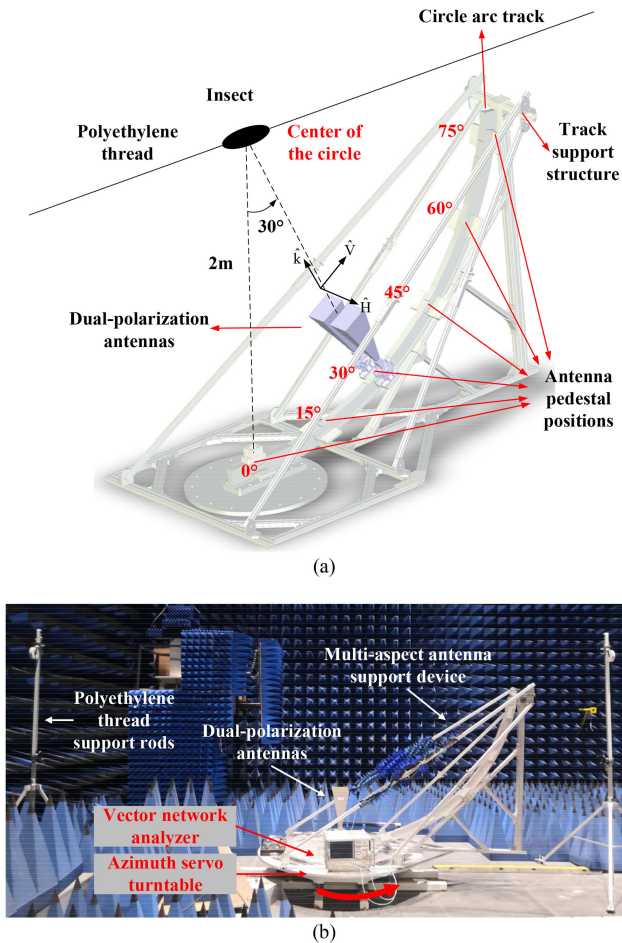 Circle arc track
Insect
Polyethylene
thread
Center of
the circle
75°
Track
support
structure
60°
30°
2m
k̂
V̂
Ĥ
45°
Dual-polarization
antennas
30°
Antenna
pedestal
positions
15°
0°
(a)
Multi-aspect antenna
support device
Polyethylene
thread
support rods
Dual-polarization
antennas
Vector network
analyzer
Azimuth servo
turntable
(b)